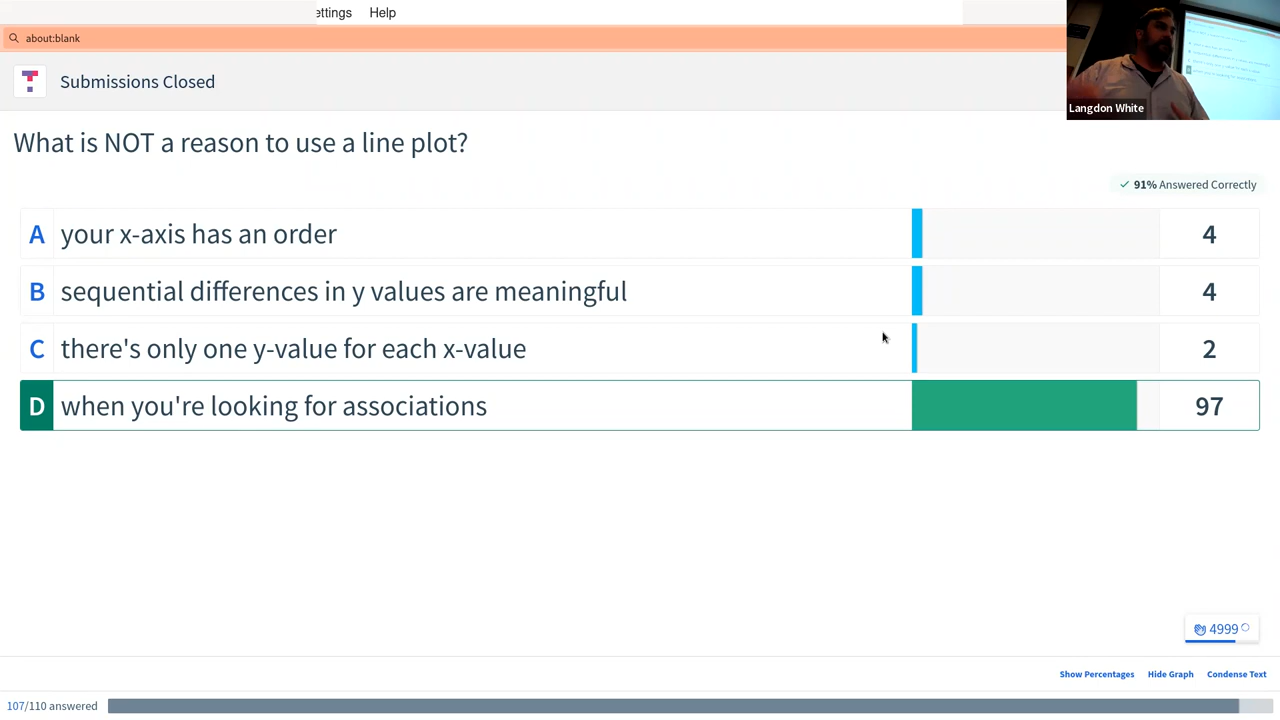 ettings Help
about:blank
Submissions Closed
Langdon White
What is NOT a reason to use a line plot?
91% Answered Correctly
A your x-axis has an order 4
B sequential differences in y values are meaningful 4
C there's only one y-value for each x-value 2
D when you're looking for associations 97
4999
Show Percentages Hide Graph Condense Text
107/110 answered